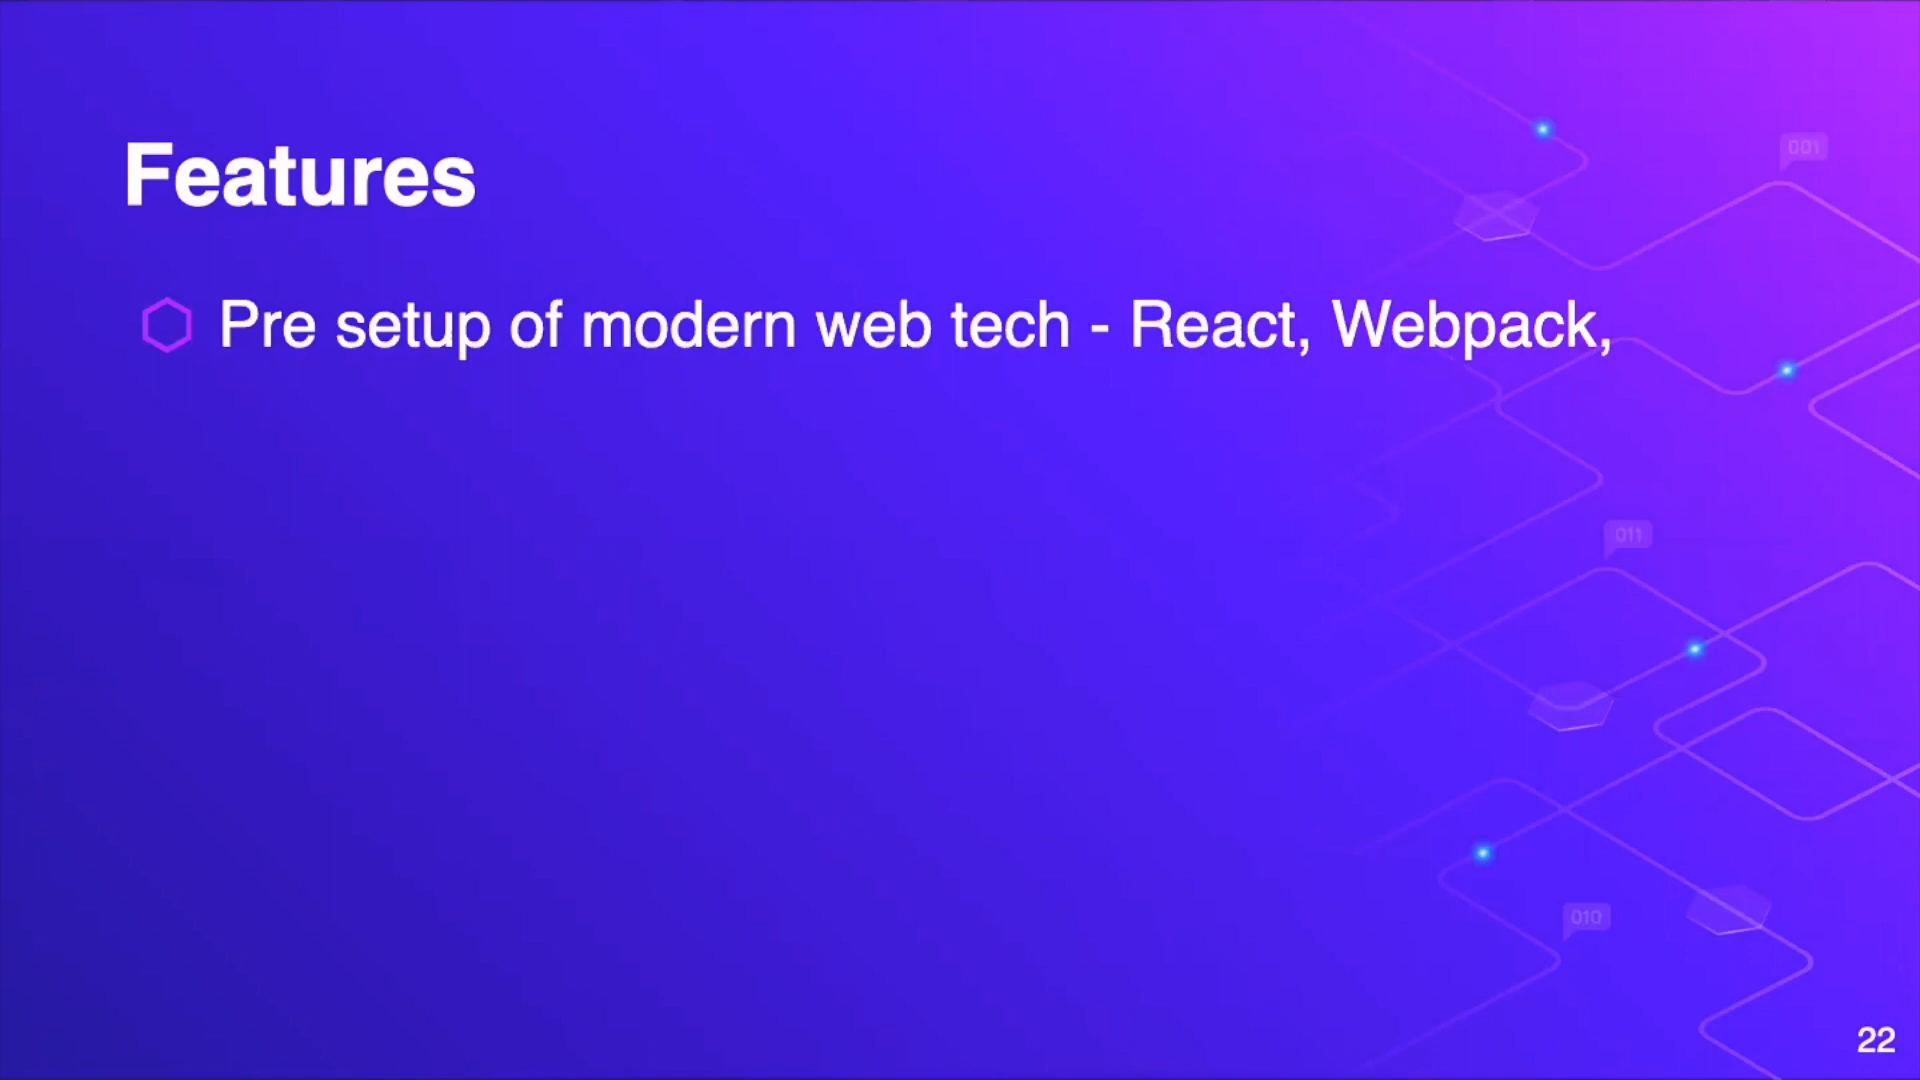 Features
Pre setup of modern web tech - React, Webpack,
001
011
010
22